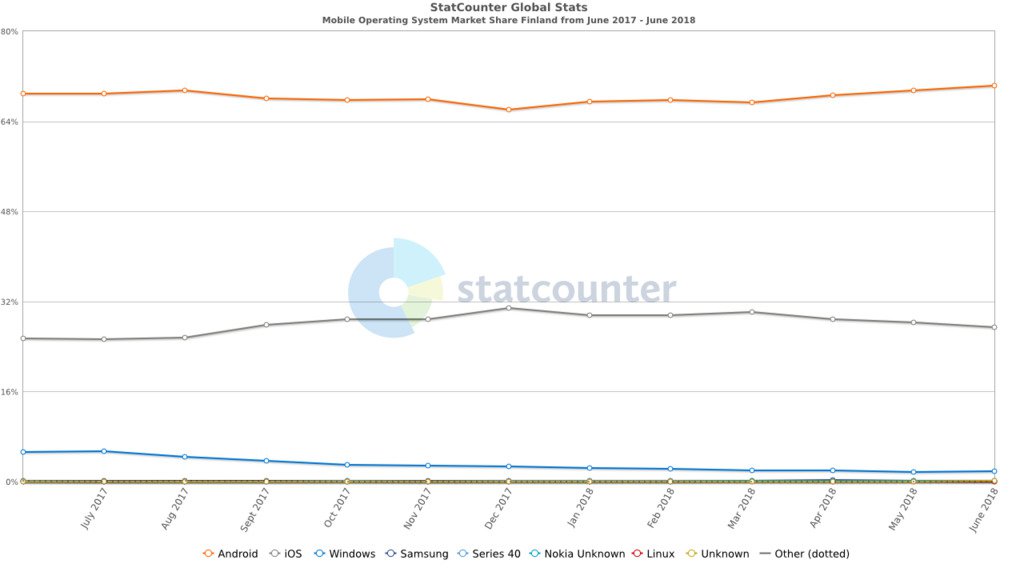 StatCounter Global Stats
Mobile Operating System Market Share Finland from June 2017 - June 2018
80%
64%
48%
statcounter
32%
16%
0%
July 2017
Aug 2017
Sept 2017
Oct 2017
Nov 2017
Dec 2017
Jan 2018
Feb 2018
Mar 2018
Apr 2018
May 2018
June 2018
Android iOS Windows Samsung Series 40 Nokia Unknown Linux Unknown Other (dotted)